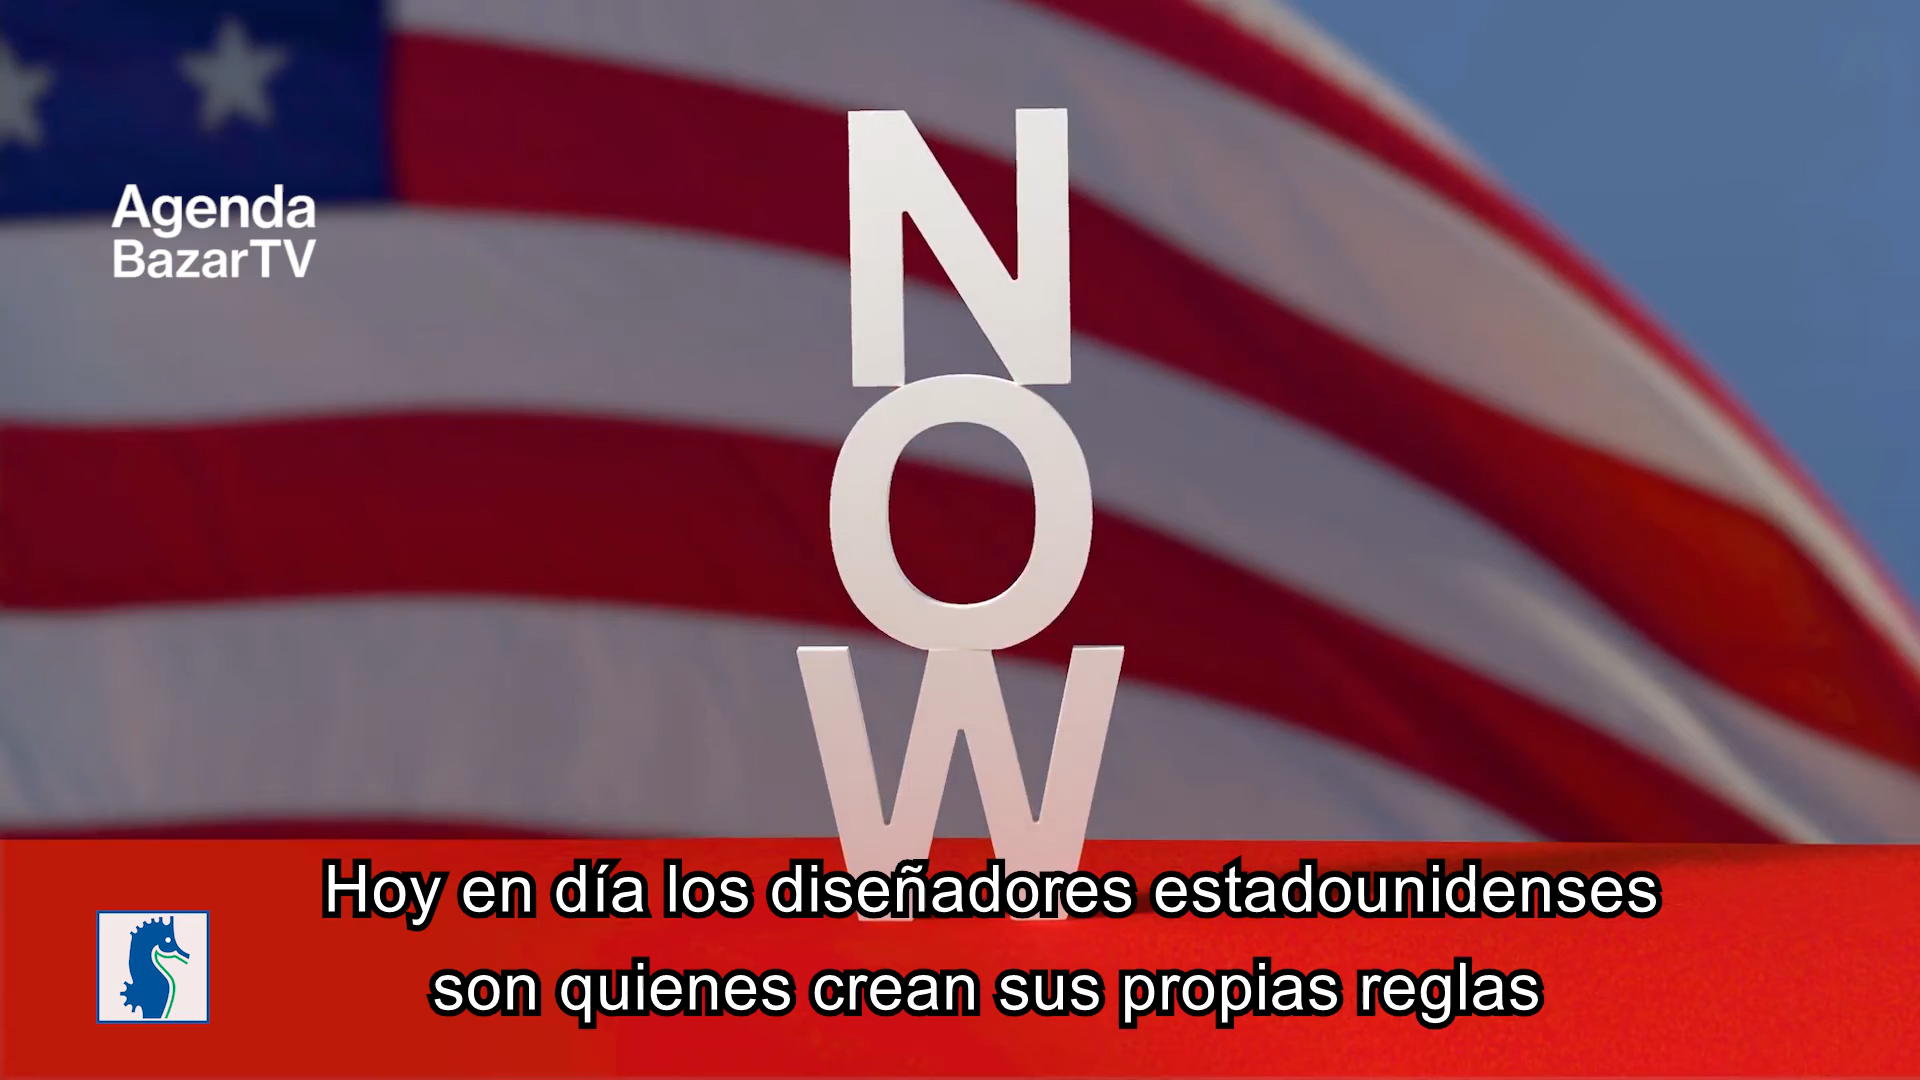 Agenda
BazarTV
N
O
W
Hoy en día los diseñadores estadounidenses
son quienes crean sus propias reglas